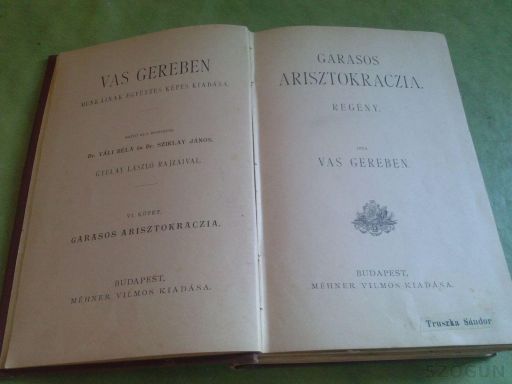 VAS GEREBEN
MUNKÁINAK EGYÜTTES KÉPES KIADÁSA.
Dr. VÁLI BÉLA és Dr. SZIKLAY JÁNOS.
GYULAY LÁSZLÓ RAJZAIVAL.
VI. KÖTET.
GARASOS ARISZTOKRACZIA.
BUDAPEST,
MÉHNER VILMOS KIADÁSA.
GARASOS
ARISZTOKRACZIA.
REGÉNY.
IRTA
VAS GEREBEN.
BUDAPEST,
MÉHNER VILMOS KIADÁSA.
Truszka Sándor
SZOGUN